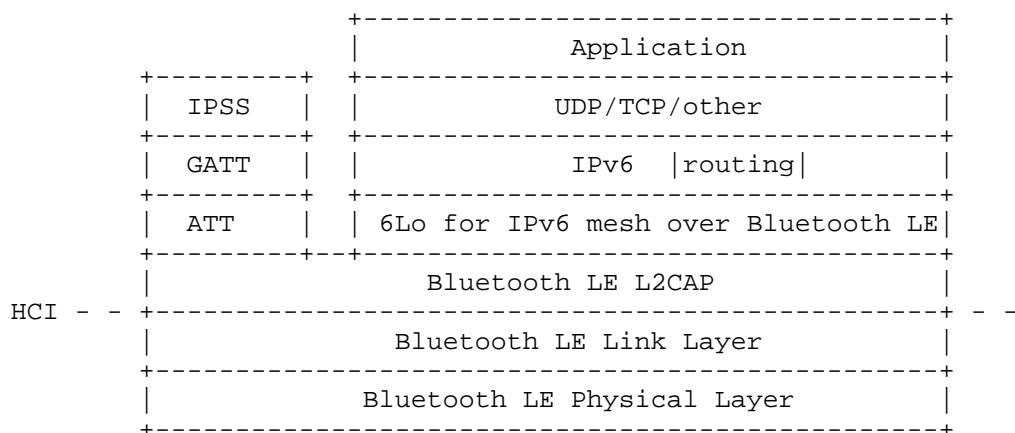 Application
IPSS UDP/TCP/other
GATT IPv6 |routing|
ATT 6Lo for IPv6 mesh over Bluetooth LE
Bluetooth LE L2CAP
HCI - - - -
Bluetooth LE Link Layer
Bluetooth LE Physical Layer